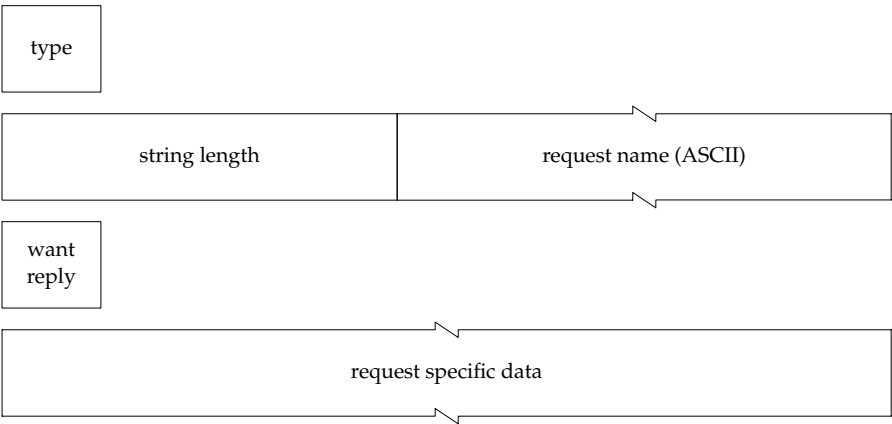 type
string length
request name (ASCII)
want
reply
request specific data